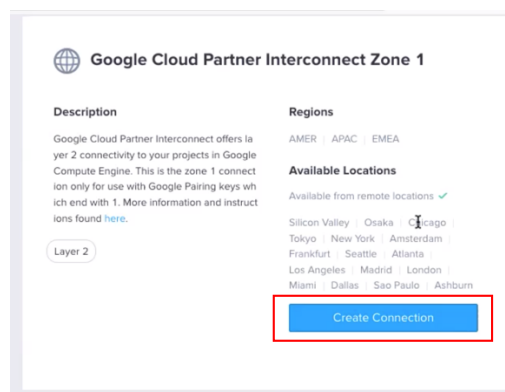 Google Cloud Partner Interconnect Zone 1
Description
Google Cloud Partner Interconnect offers la
yer 2 connectivity to your projects in Google
Compute Engine. This is the zone 1 connect
ion only for use with Google Pairing keys wh
ich end with 1. More information and instruct
ions found here.
Layer 2
Regions
AMER | APAC | EMEA
Available Locations
Available from remote locations ✓
Silicon Valley | Osaka | Chicago |
Tokyo | New York | Amsterdam |
Frankfurt | Seattle | Atlanta |
Los Angeles | Madrid | London |
Miami | Dallas | Sao Paulo | Ashburn
Create Connection